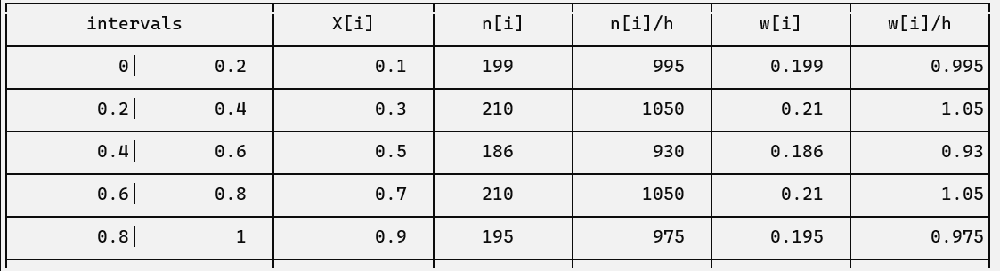 intervals X[i] n[i] n[i]/h w[i] w[i]/h
0| 0.2 0.1 199 995 0.199 0.995
0.2| 0.4 0.3 210 1050 0.21 1.05
0.4| 0.6 0.5 186 930 0.186 0.93
0.6| 0.8 0.7 210 1050 0.21 1.05
0.8| 1 0.9 195 975 0.195 0.975